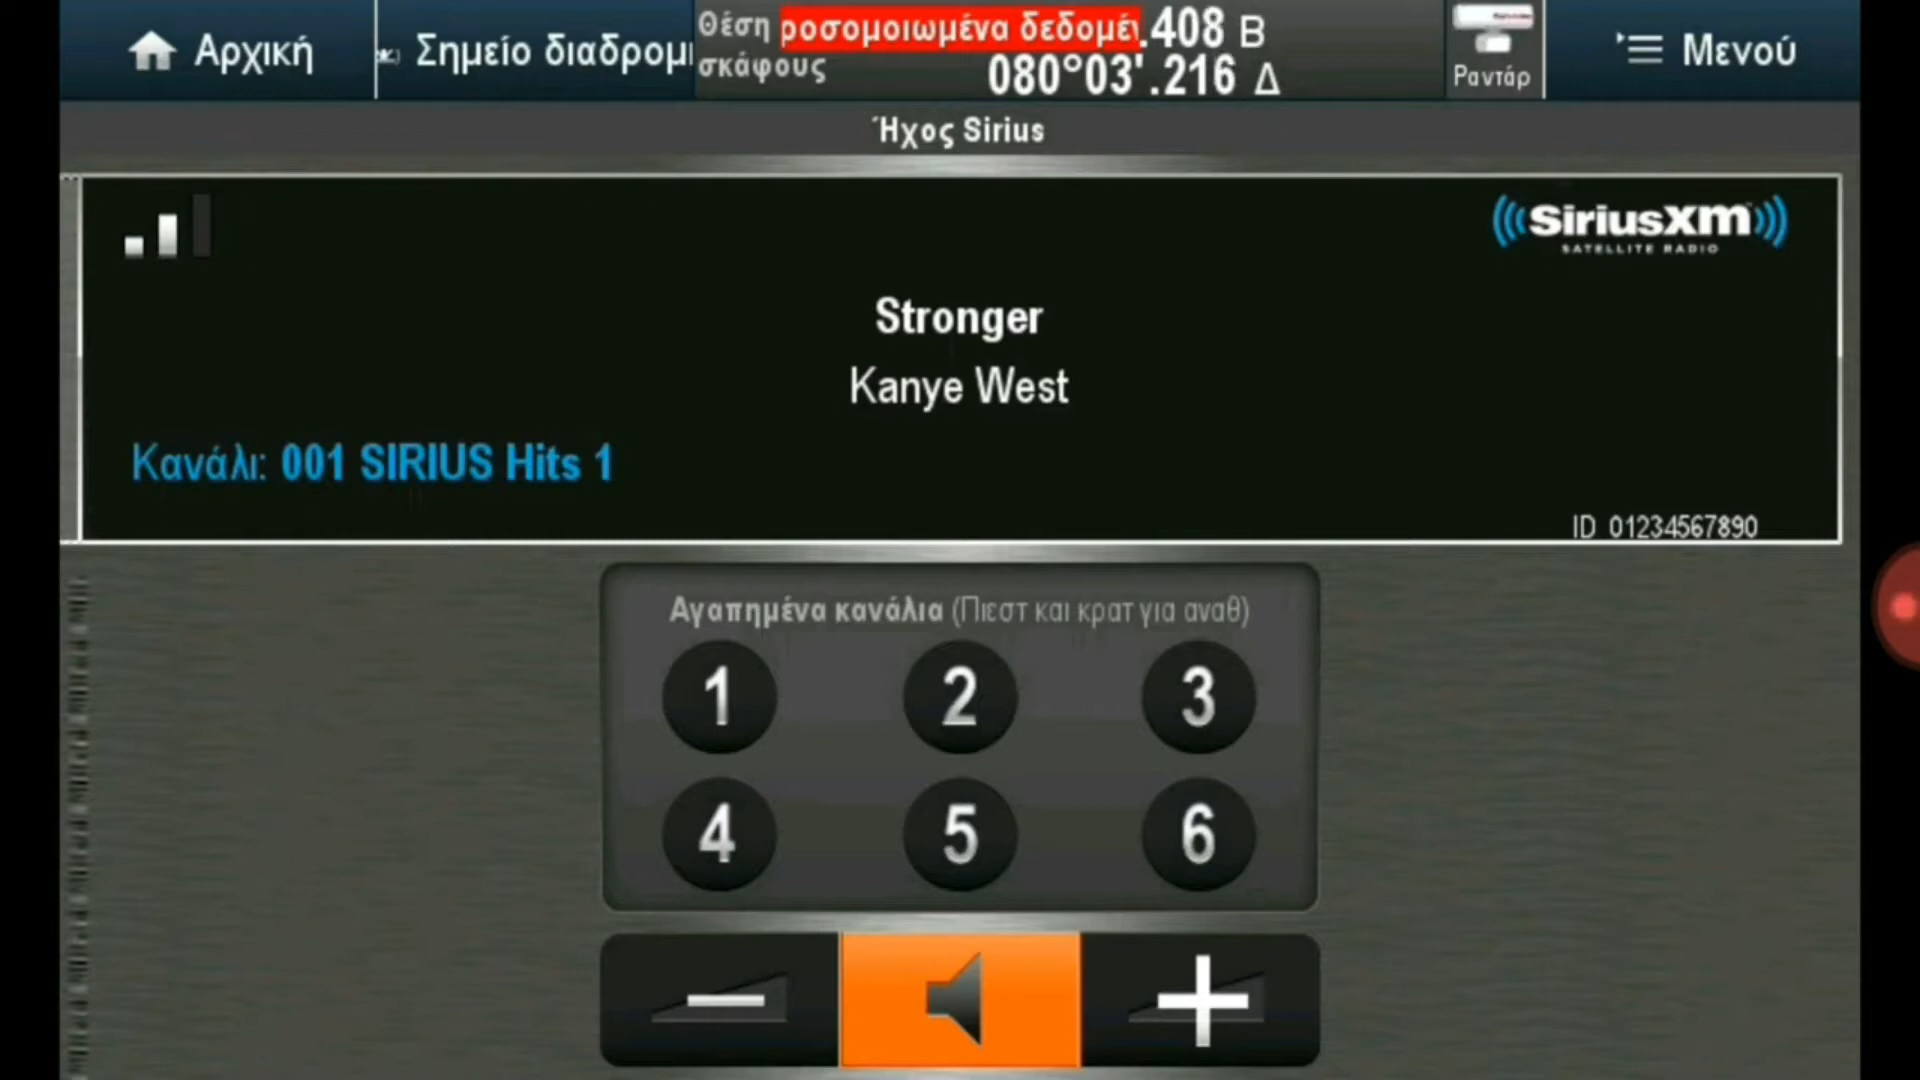 Αρχική
Σημείο διαδρομ
Θέση
σκάφους
ροσομοιωμένα δεδομέν
.408 Β
080°03'.216 Δ
Ραντάρ
Μενού
Ήχος Sirius
SiriusXM
SATELLITE RADIO
Stronger
Kanye West
Κανάλι: 001 SIRIUS Hits 1
ID 01234567890
Αγαπημένα κανάλια (Πιεστ και κρατ για αναθ)
1 2 3
4 5 6